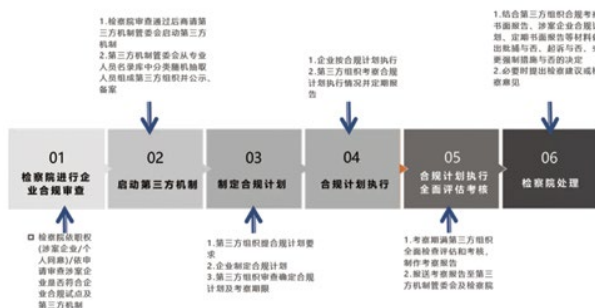 1.检察院审查通过后商请第
三方机制管委会启动第三方
机制
2.第三方机制管委会从专业
人员名录库中分类随机抽取
人员组成第三方组织并公示、
备案
1.企业按合规计划执行
2.第三方组织考察合规
计划执行情况并定期报
告
1.结合第三方组织合规考察
书面报告、涉案企业合规计
划、定期书面报告等材料做
出批捕与否、起诉与否、变
更强制措施与否的决定
2.必要时提出检察建议或检
察意见
01
检察院进行企
业合规审查
02
启动第三方机制
03
制定合规计划
04
合规计划执行
05
合规计划执行
全面评估考核
06
检察院处理
检察院依职权
(涉案企业/个
人同意)/依申
请审查涉案企业
是否符合企
业合规试点及
第三方机制
1.第三方组织提合规计划要
求
2.企业制定合规计划
3.第三方组织审查确定合规
计划及考察期限
1.考察期满第三方组织
全面检查评估和考核，
制作考察报告
2.报送考察报告至第三
方机制管委会及检察院